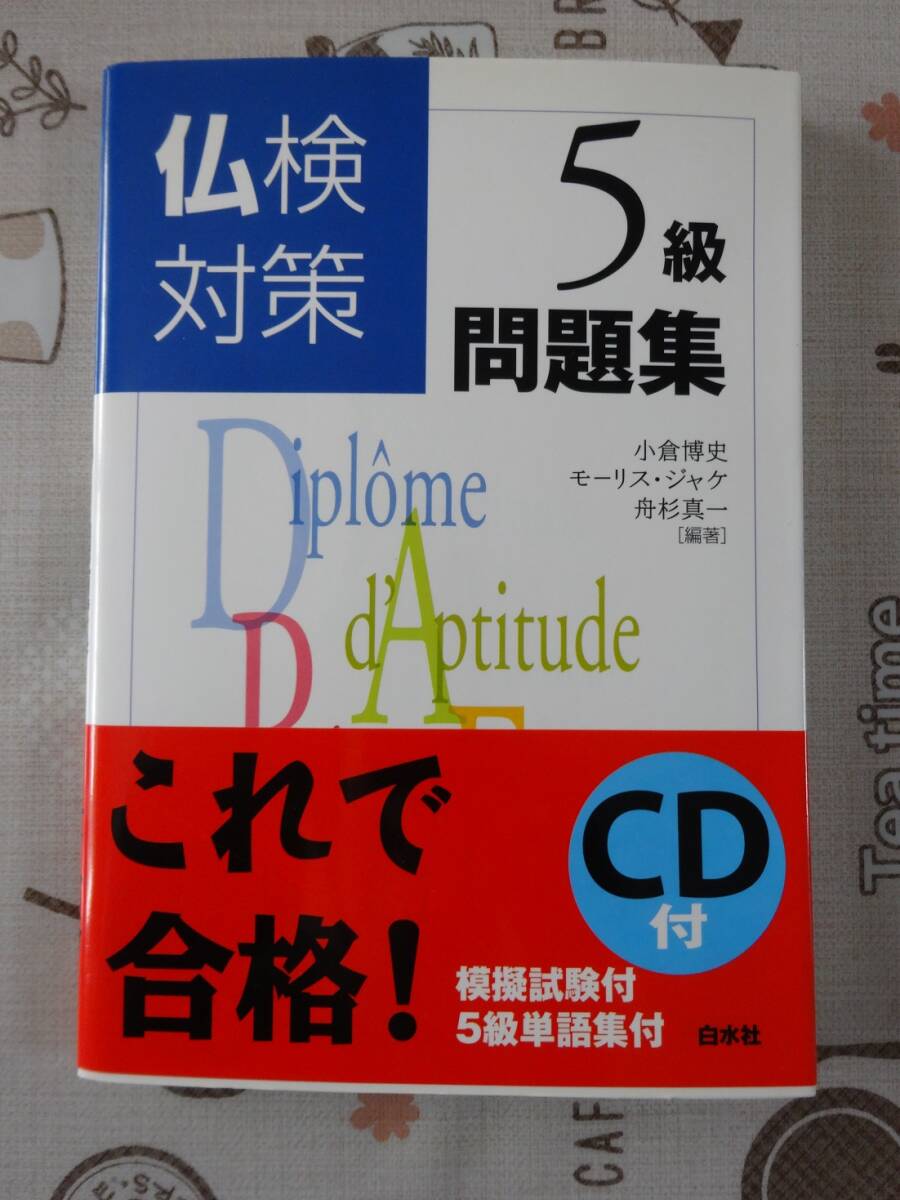 仏検
対策
5級
問題集
小倉博史
モーリス・ジャケ
舟杉真一
[編著]
Diplôme
d'Aptitude
これで
合格!
CD
付
模擬試験付
5級単語集付
白水社
Tea time